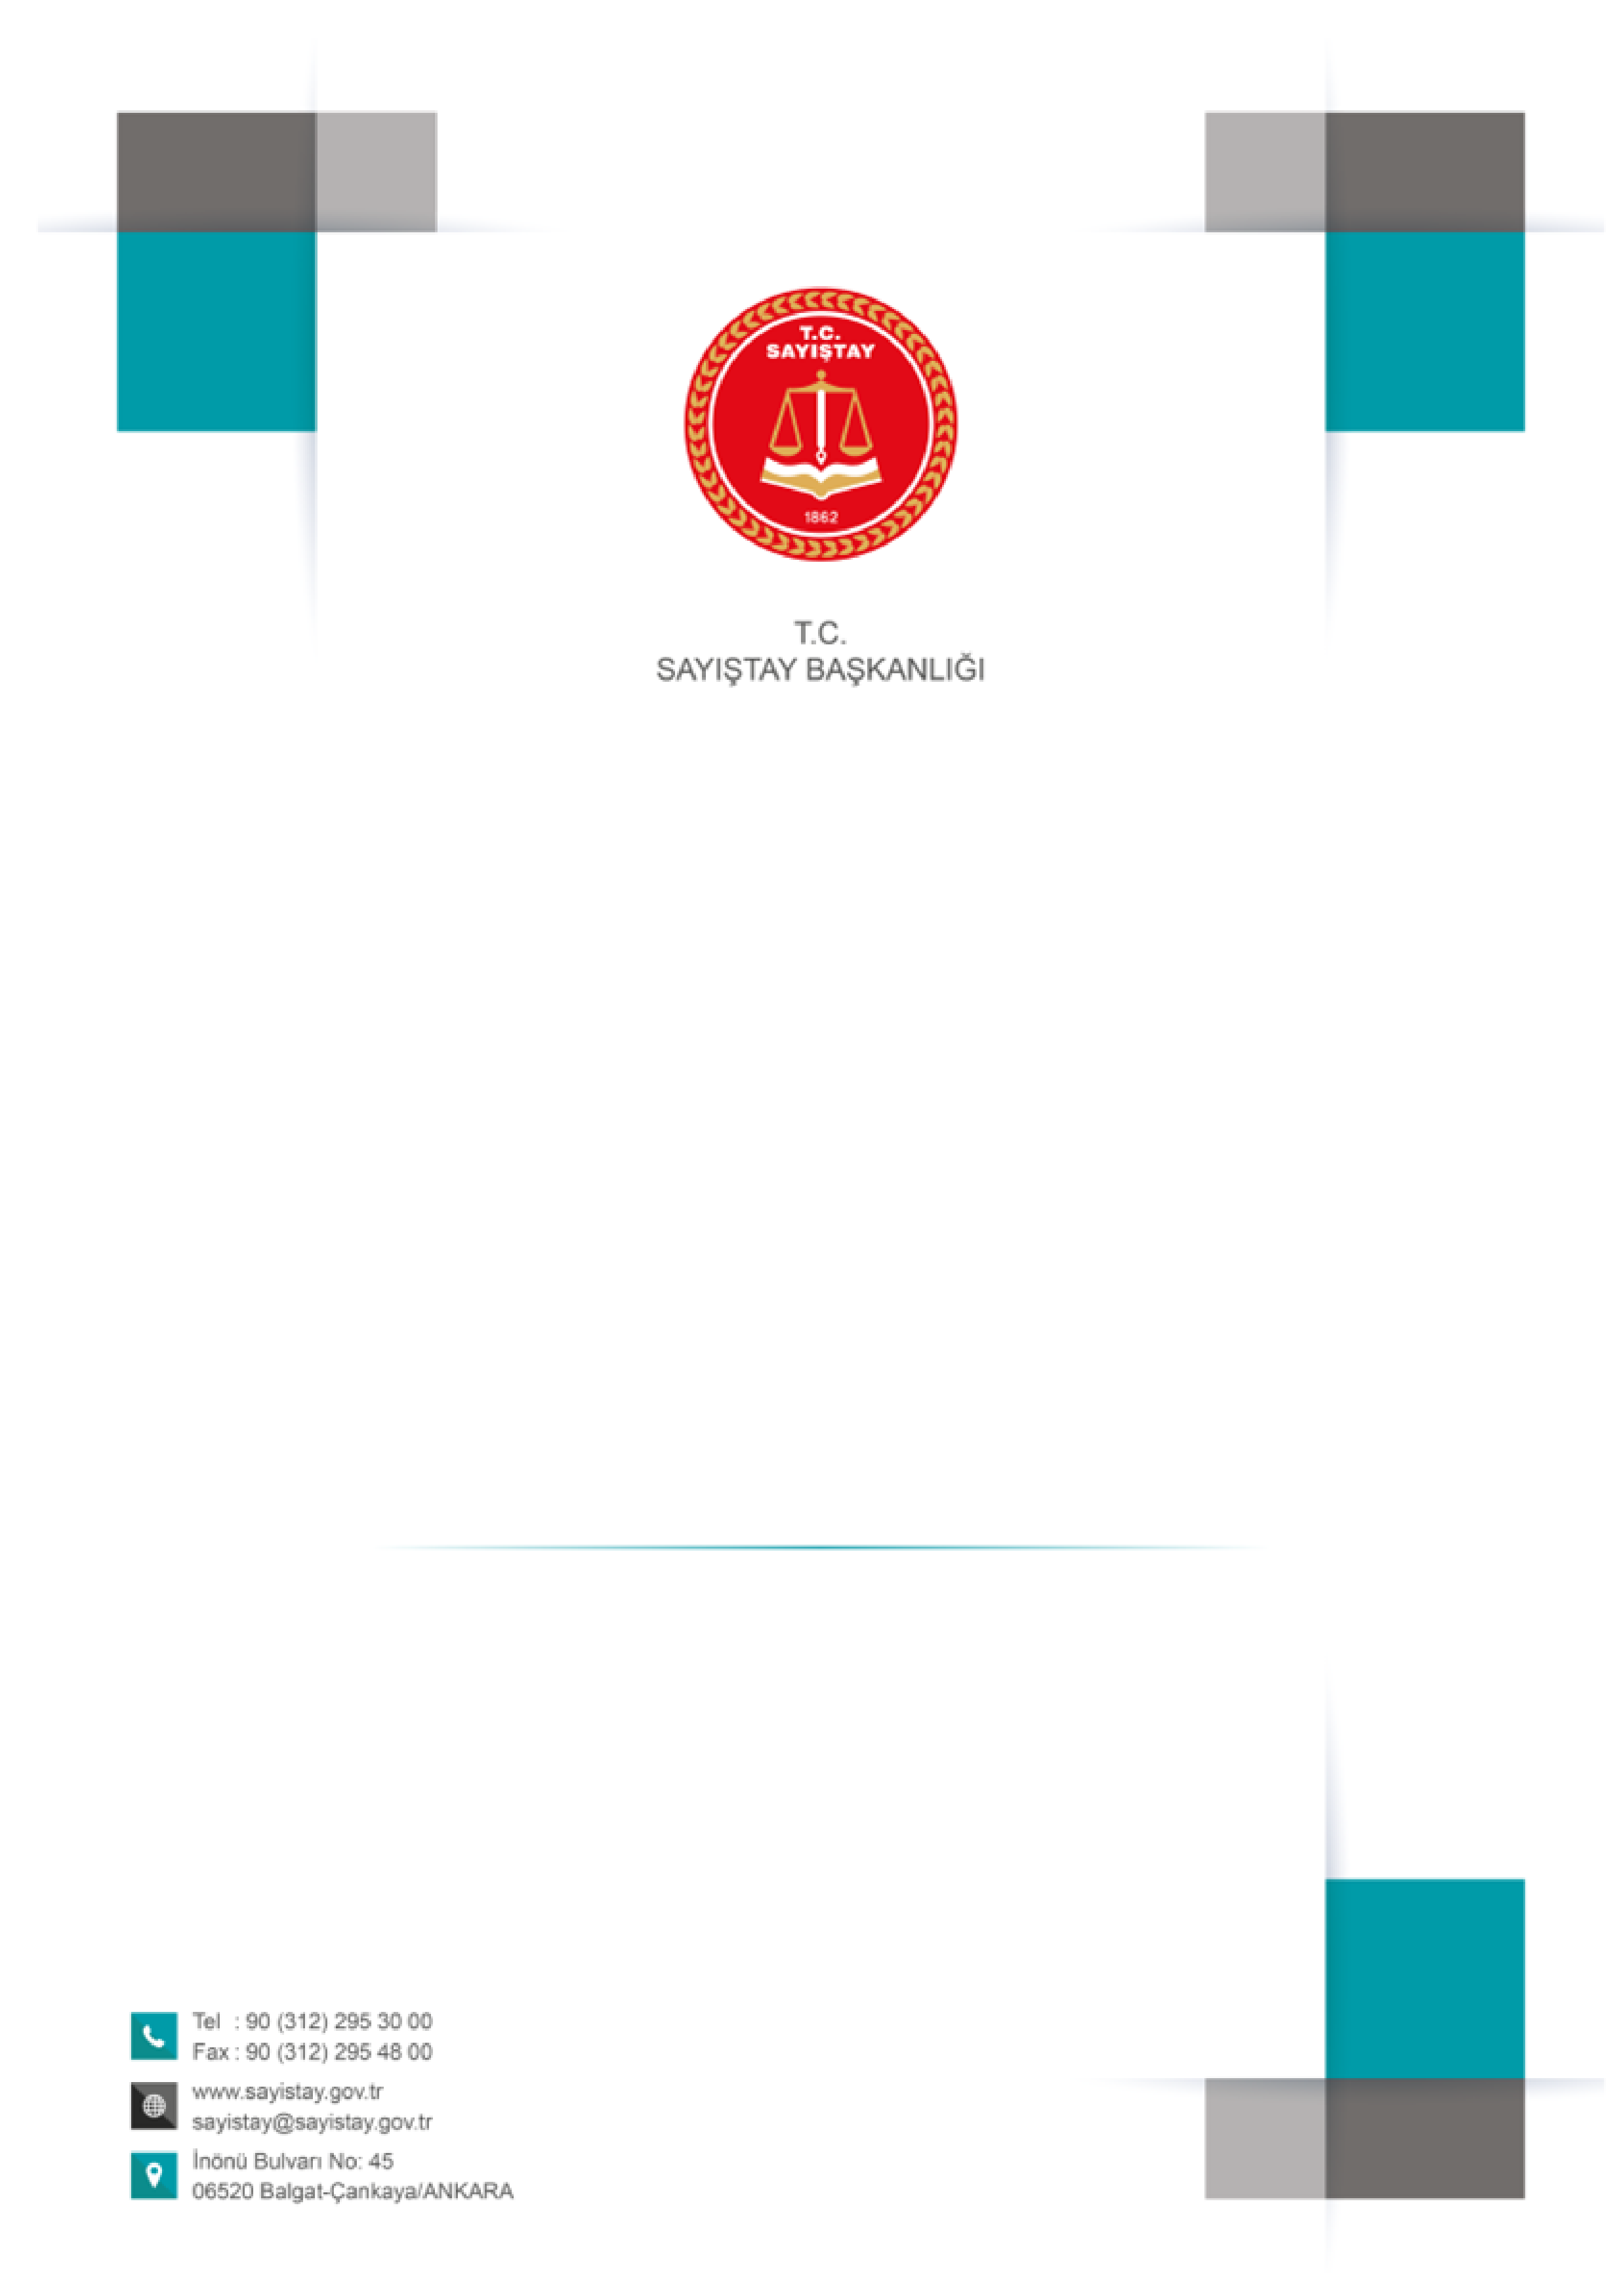 T.C.
SAYIŞTAY
1862
T.C.
SAYIŞTAY BAŞKANLIĞI
Tel : 90 (312) 295 30 00
Fax : 90 (312) 295 48 00
www.sayistay.gov.tr
sayistay@sayistay.gov.tr
İnönü Bulvarı No: 45
06520 Balgat-Çankaya/ANKARA